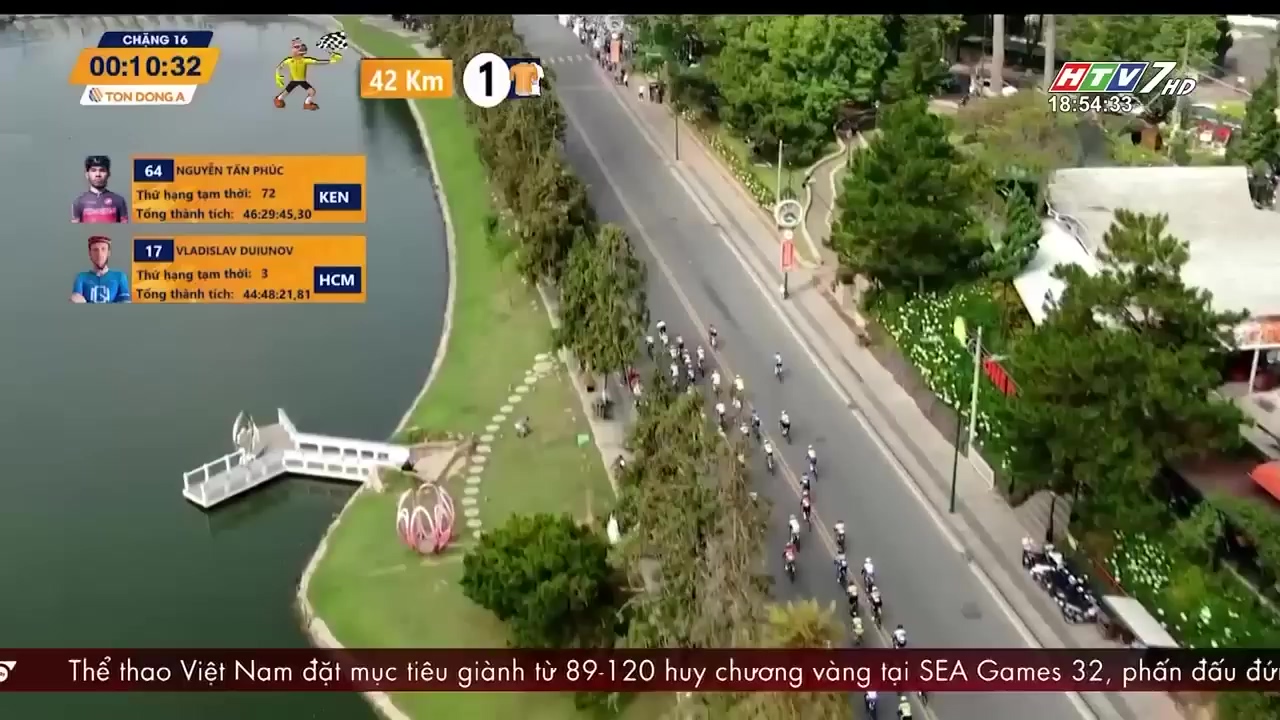 CHẶNG 16
00:10:32
TON DONG A
42 Km
1
HTV7 HD
18:54:33
64 NGUYỄN TẤN PHÚC
Thứ hạng tạm thời: 72
KEN
Tổng thành tích: 46:29:45,30
17 VLADISLAV DUIUNOV
Thứ hạng tạm thời: 3
HCM
Tổng thành tích: 44:48:21,81
Thể thao Việt Nam đặt mục tiêu giành từ 89-120 huy chương vàng tại SEA Games 32, phấn đấu đứ